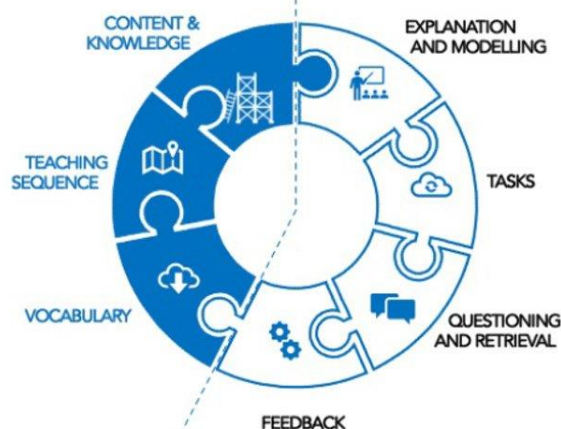 CONTENT &
KNOWLEDGE
EXPLANATION
AND MODELLING
TEACHING
SEQUENCE
TASKS
VOCABULARY
QUESTIONING
AND RETRIEVAL
FEEDBACK